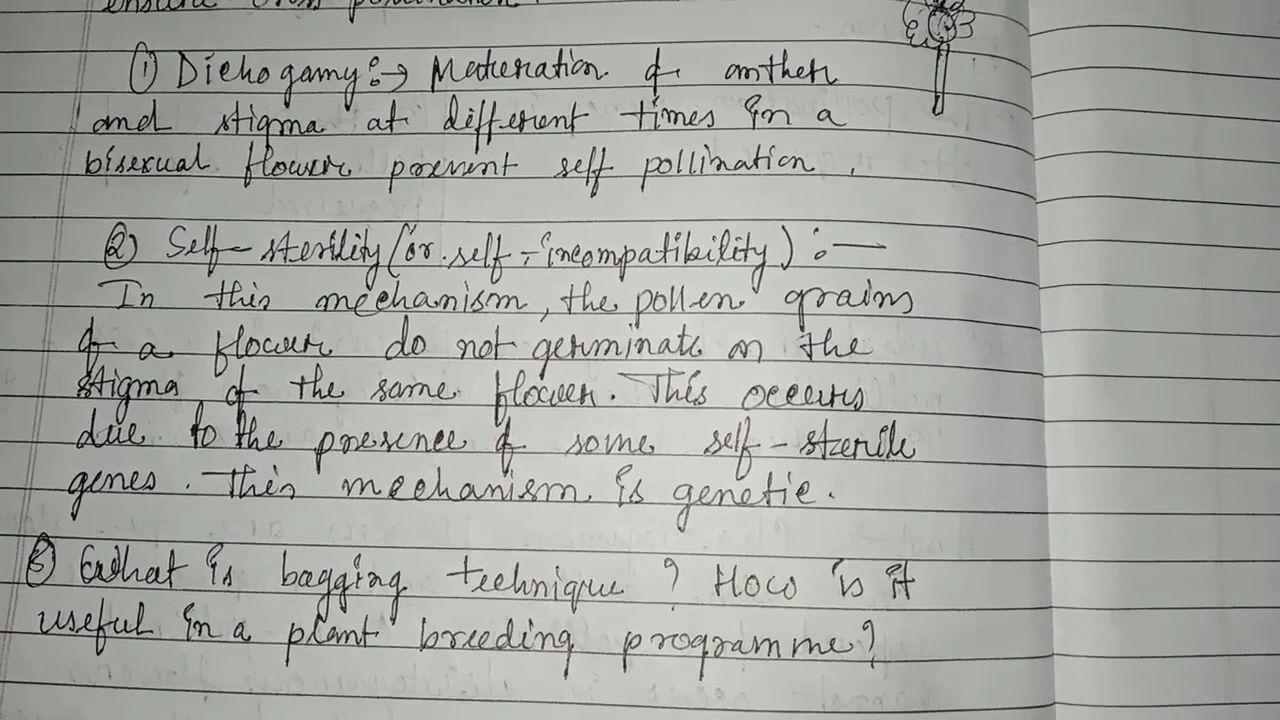 ensure cross pollination.
① Dichogamy :→ Maturation of anther
and stigma at different times in a
bisexual flower prevent self pollination.
② Self-sterility (or self-incompatibility) :—
In this mechanism, the pollen grains
of a flower do not germinate on the
stigma of the same flower. This occurs
due to the presence of some self-sterile
genes. This mechanism is genetic.
What is bagging technique? How is it
useful in a plant breeding programme?